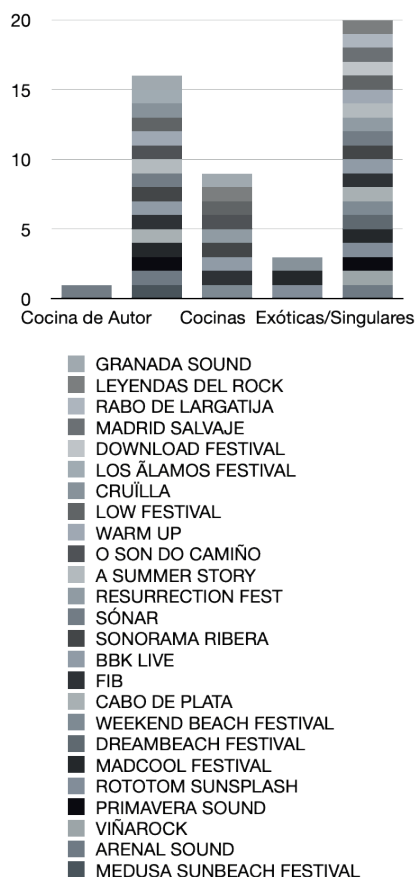 20
15
10
5
0
Cocina de Autor Cocinas Exóticas/Singulares
GRANADA SOUND
LEYENDAS DEL ROCK
RABO DE LARGATIJA
MADRID SALVAJE
DOWNLOAD FESTIVAL
LOS ÃLAMOS FESTIVAL
CRUÏLLA
LOW FESTIVAL
WARM UP
O SON DO CAMIÑO
A SUMMER STORY
RESURRECTION FEST
SÓNAR
SONORAMA RIBERA
BBK LIVE
FIB
CABO DE PLATA
WEEKEND BEACH FESTIVAL
DREAMBEACH FESTIVAL
MADCOOL FESTIVAL
ROTOTOM SUNSPLASH
PRIMAVERA SOUND
VIÑAROCK
ARENAL SOUND
MEDUSA SUNBEACH FESTIVAL